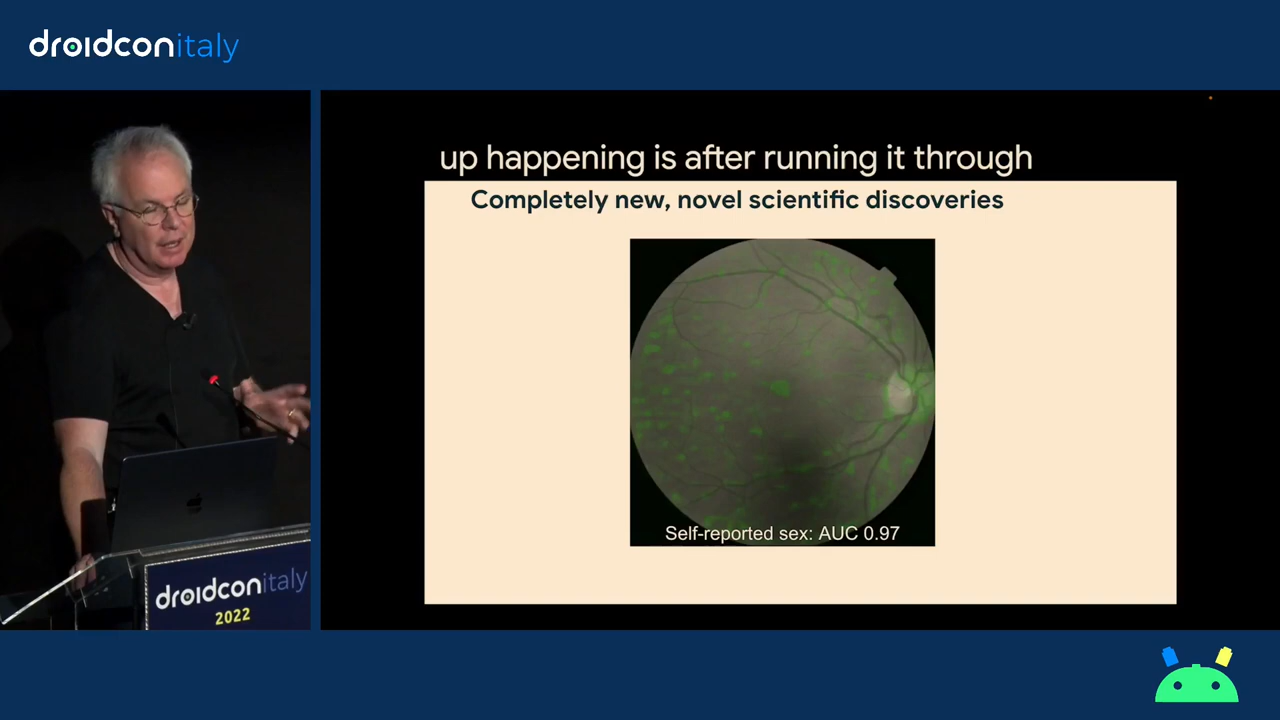 droidconitaly
up happening is after running it through
Completely new, novel scientific discoveries
Self-reported sex: AUC 0.97
droidconitaly
2022